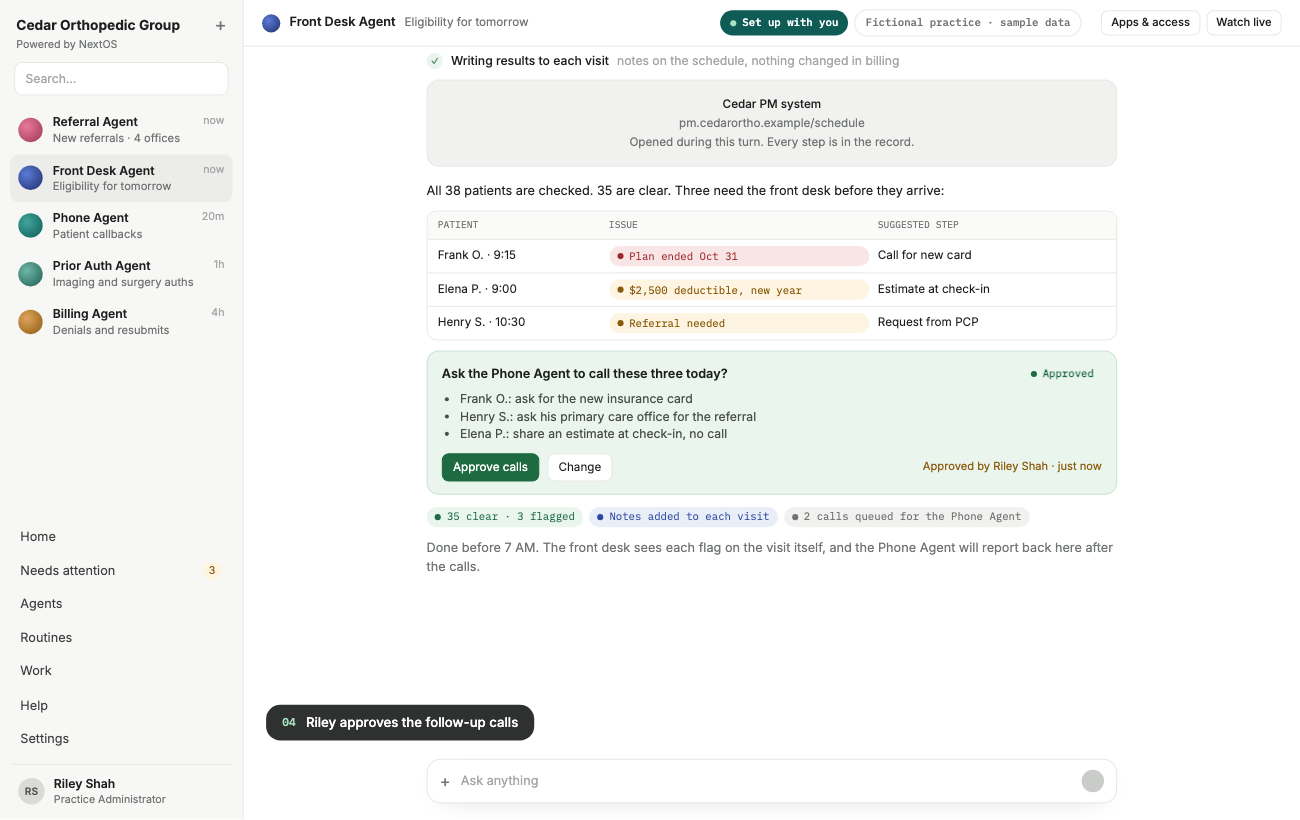 Cedar Orthopedic Group
+
Powered by NextOS
Search...
Referral Agent
now
New referrals · 4 offices
Front Desk Agent
now
Eligibility for tomorrow
Phone Agent
20m
Patient callbacks
Prior Auth Agent
1h
Imaging and surgery auths
Billing Agent
4h
Denials and resubmits
Home
Needs attention
3
Agents
Routines
Work
Help
Settings
RS
Riley Shah
Practice Administrator
Front Desk Agent Eligibility for tomorrow
Set up with you
Fictional practice · sample data
Apps & access
Watch live
Writing results to each visit notes on the schedule, nothing changed in billing
Cedar PM system
pm.cedarortho.example/schedule
Opened during this turn. Every step is in the record.
All 38 patients are checked. 35 are clear. Three need the front desk before they arrive:
PATIENT ISSUE SUGGESTED STEP
Frank O. · 9:15 Plan ended Oct 31 Call for new card
Elena P. · 9:00 $2,500 deductible, new year Estimate at check-in
Henry S. · 10:30 Referral needed Request from PCP
Ask the Phone Agent to call these three today?
Approved
• Frank O.: ask for the new insurance card
• Henry S.: ask his primary care office for the referral
• Elena P.: share an estimate at check-in, no call
Approve calls
Change
Approved by Riley Shah · just now
35 clear · 3 flagged
Notes added to each visit
2 calls queued for the Phone Agent
Done before 7 AM. The front desk sees each flag on the visit itself, and the Phone Agent will report back here after
the calls.
04 Riley approves the follow-up calls
+ Ask anything